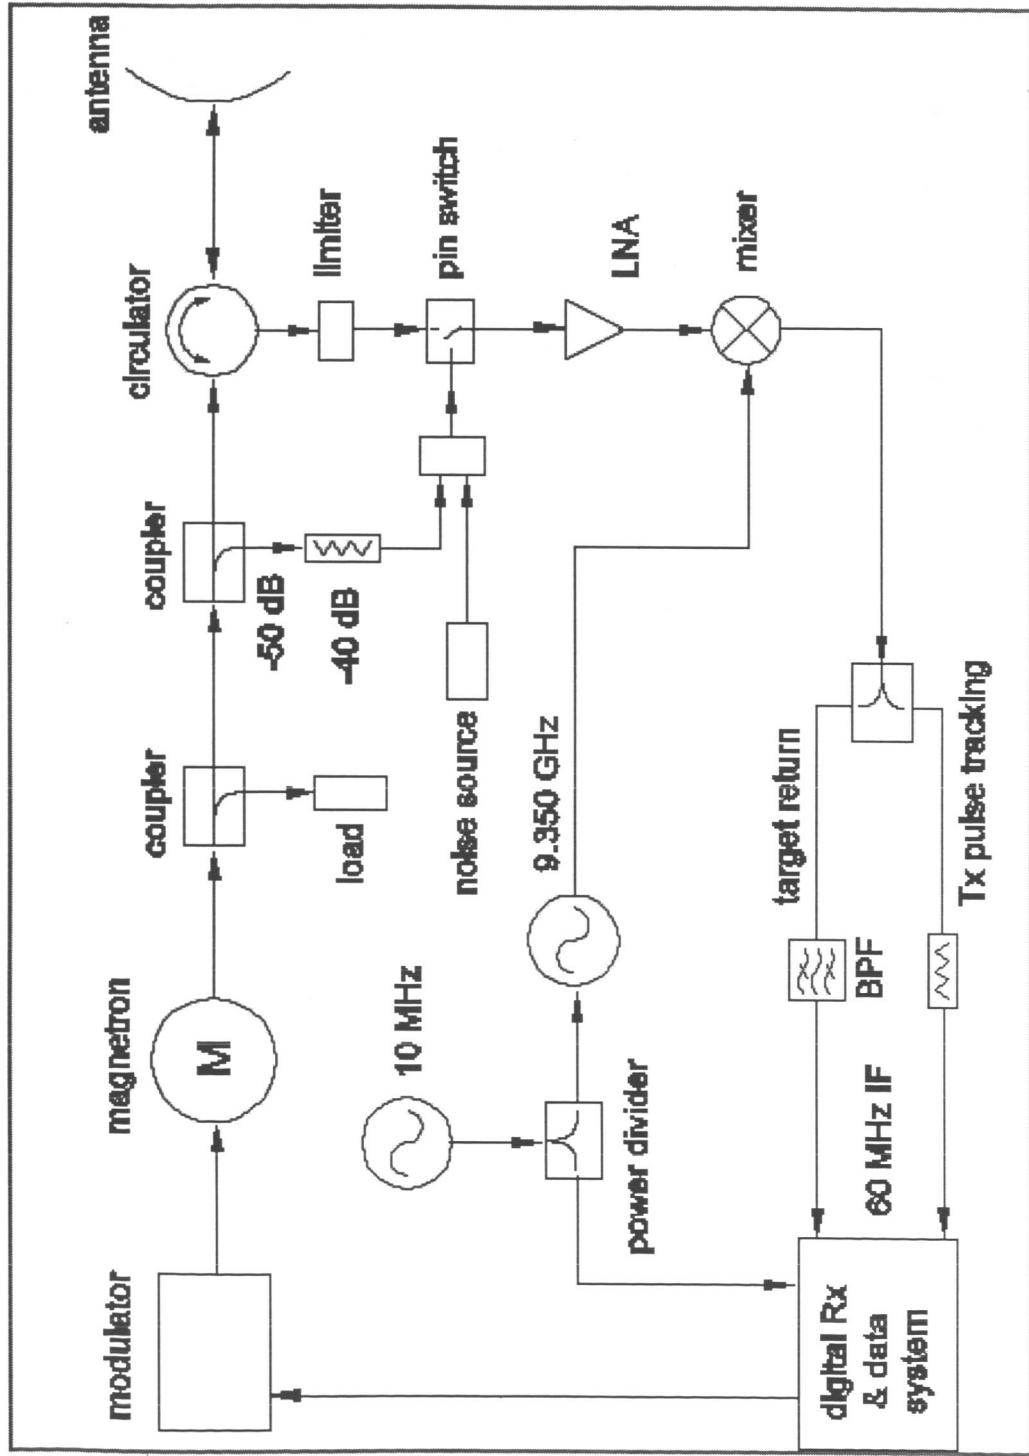 modulator
magnetron
M
coupler
coupler
circulator
antenna
load
-50 dB
-40 dB
limiter
pin switch
noise source
10 MHz
9.350 GHz
LNA
mixer
power divider
target return
BPF
60 MHz IF
Tx pulse tracking
digital Rx
& data
system